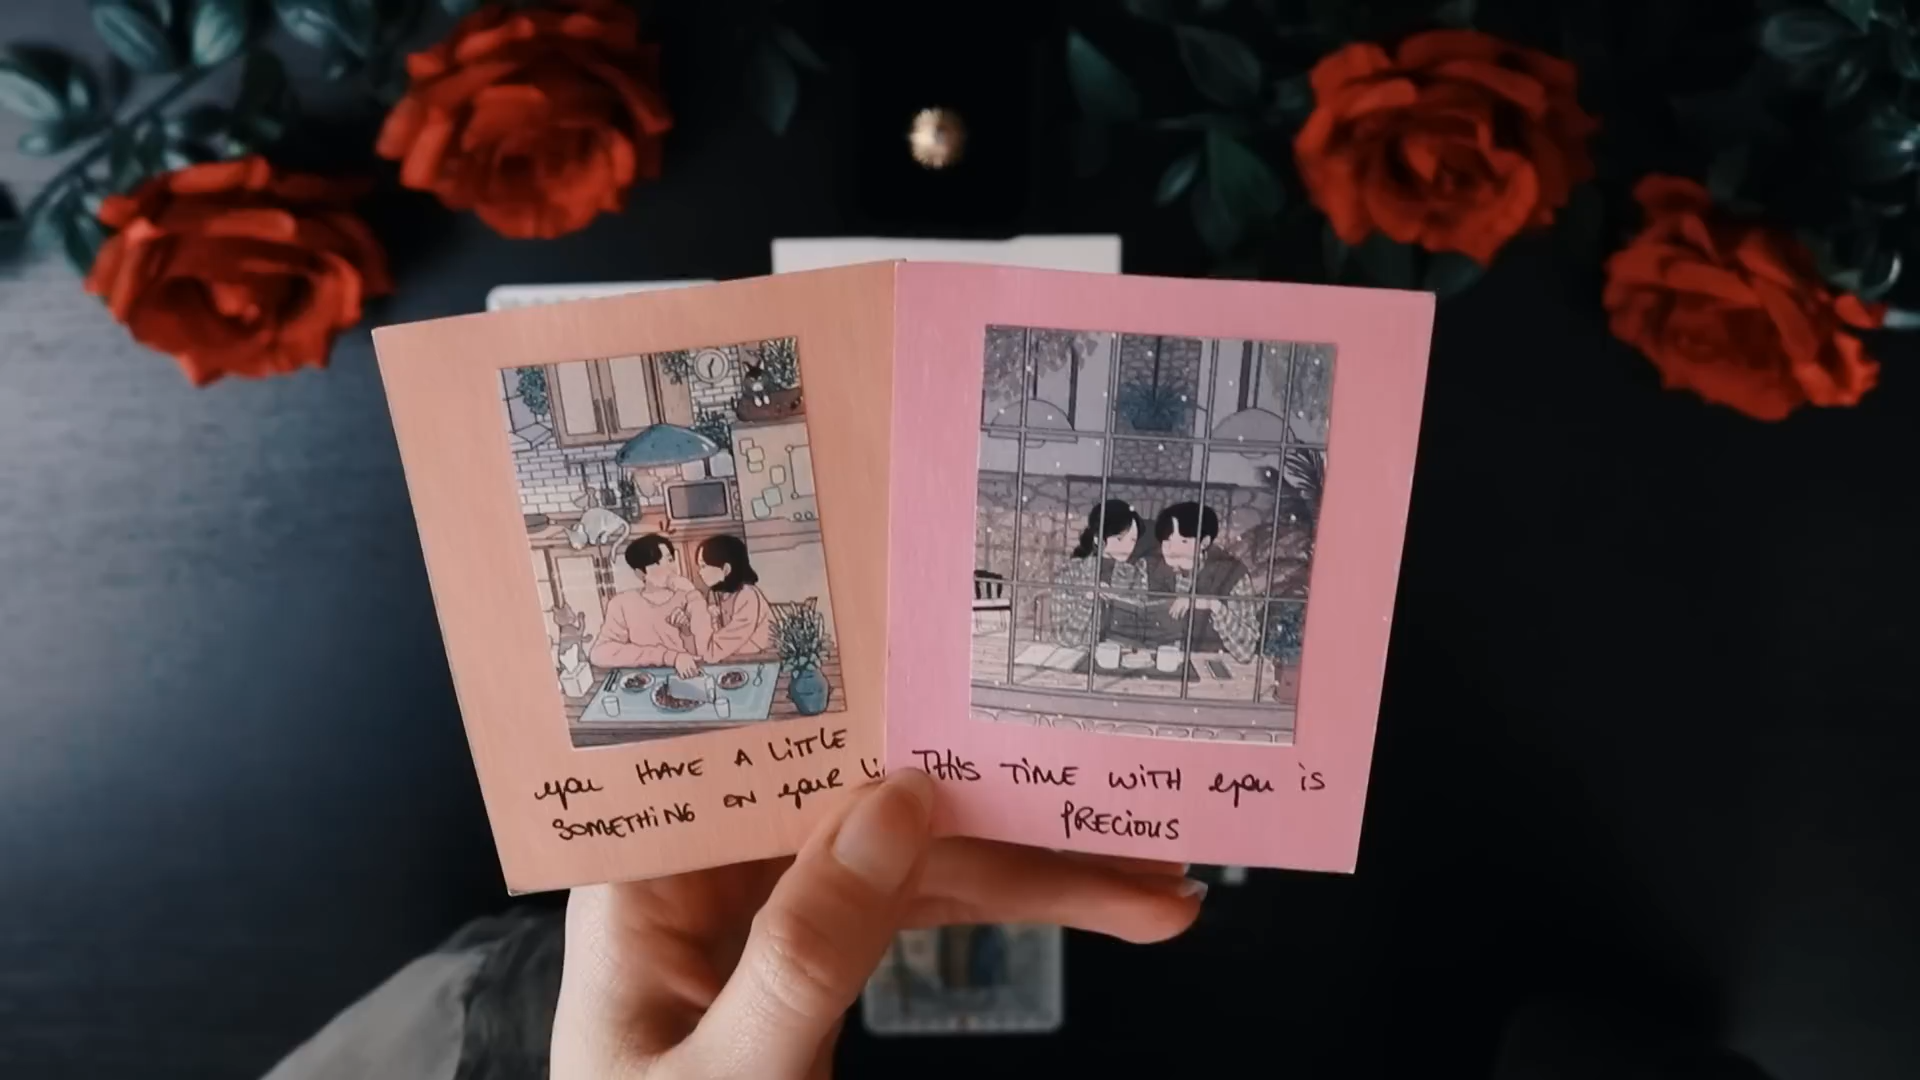 you HAVE A LiTTLE
SOMETHiNG ON youR
THis TiME WiTH you is
PRECiOUS